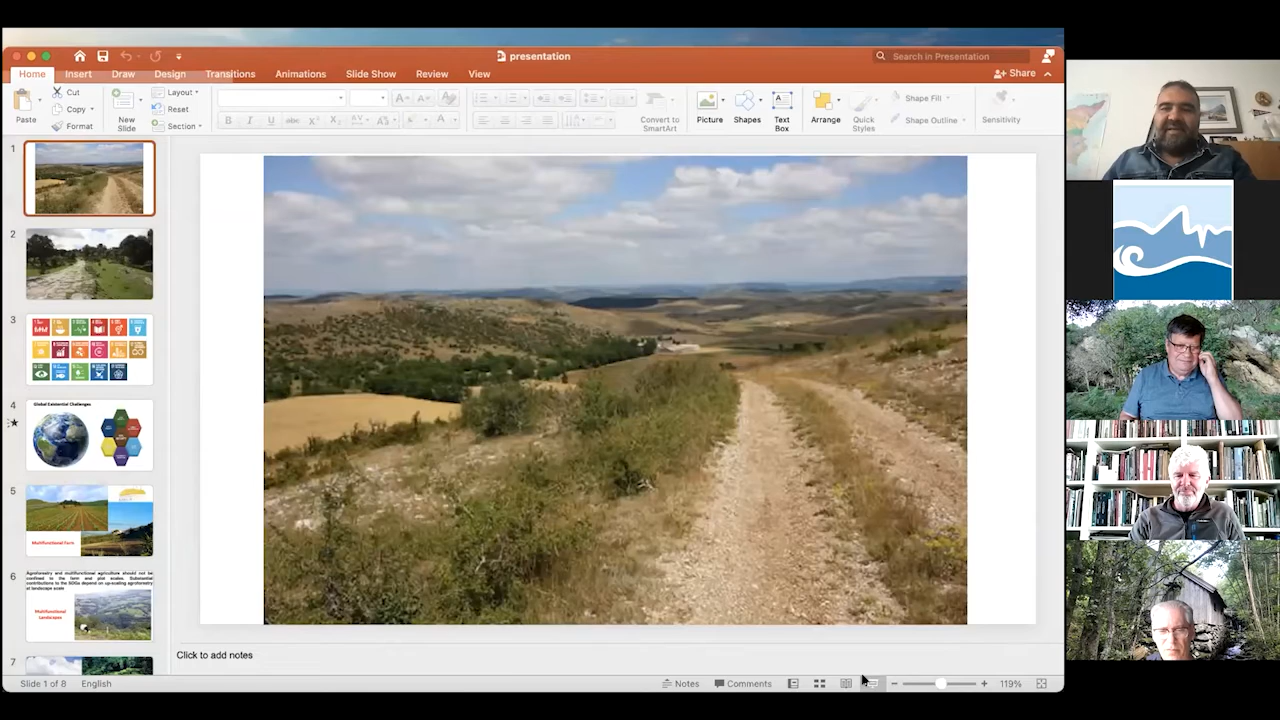 presentation
Search in Presentation
Home Insert Draw Design Transitions Animations Slide Show Review View Share
Paste
Cut
Copy
Format
New Slide
Layout
Reset
Section
B I U abc X² X₂
Convert to SmartArt
Picture
Shapes
Text Box
Arrange
Quick Styles
Shape Fill
Shape Outline
Sensitivity
1
2
3
4
Global Existential Challenges
5
Multifunctional Farm
6
Agroforestry and multifunctional agriculture should not be
confined to the farm and plot scales. Substantial
contributions to the SDGs depend on up-scaling agroforestry
at landscape scale
Multifunctional
Landscapes
7
Click to add notes
Slide 1 of 8 English Notes Comments 119%